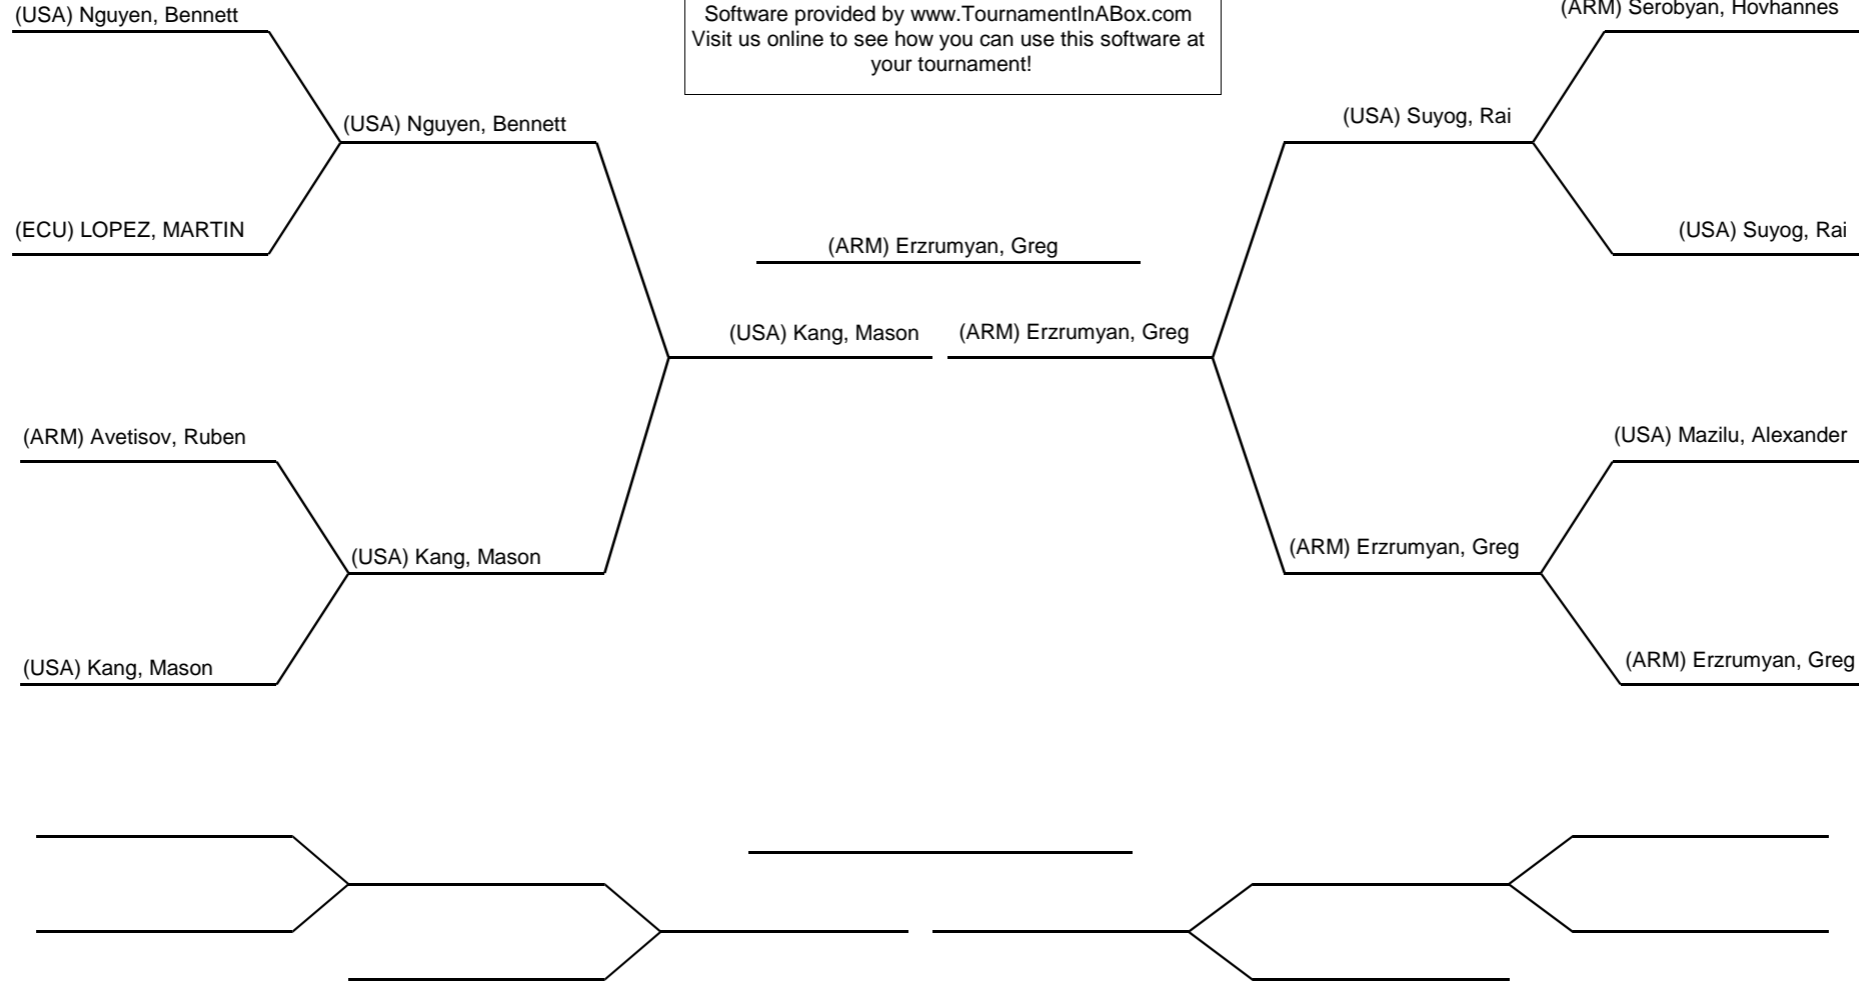 (USA) Nguyen, Bennett
Software provided by www.TournamentInABox.com
Visit us online to see how you can use this software at
your tournament!
(ARM) Serobyan, Hovhannes
(USA) Nguyen, Bennett
(USA) Suyog, Rai
(ECU) LOPEZ, MARTIN
(USA) Suyog, Rai
(ARM) Erzrumyan, Greg
(USA) Kang, Mason
(ARM) Erzrumyan, Greg
(ARM) Avetisov, Ruben
(USA) Mazilu, Alexander
(USA) Kang, Mason
(ARM) Erzrumyan, Greg
(USA) Kang, Mason
(ARM) Erzrumyan, Greg